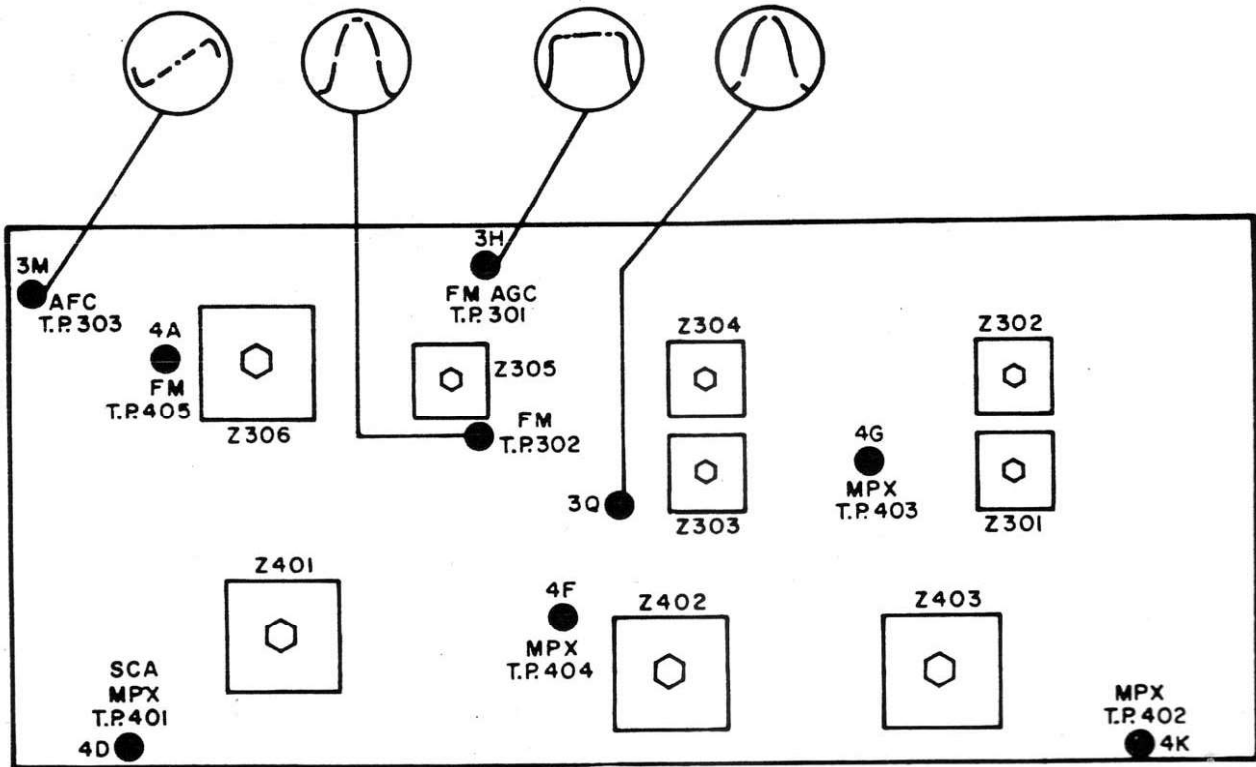 3H
3M
FM AGC
T.P.301
AFC
T.P.303
4A
FM
T.P.405
Z306
Z305
FM
T.P.302
Z304
Z302
4G
MPX
T.P.403
3Q
Z303
Z301
Z401
4F
MPX
T.P.404
Z402
Z403
SCA
MPX
T.P.401
4D
MPX
T.P.402
4K